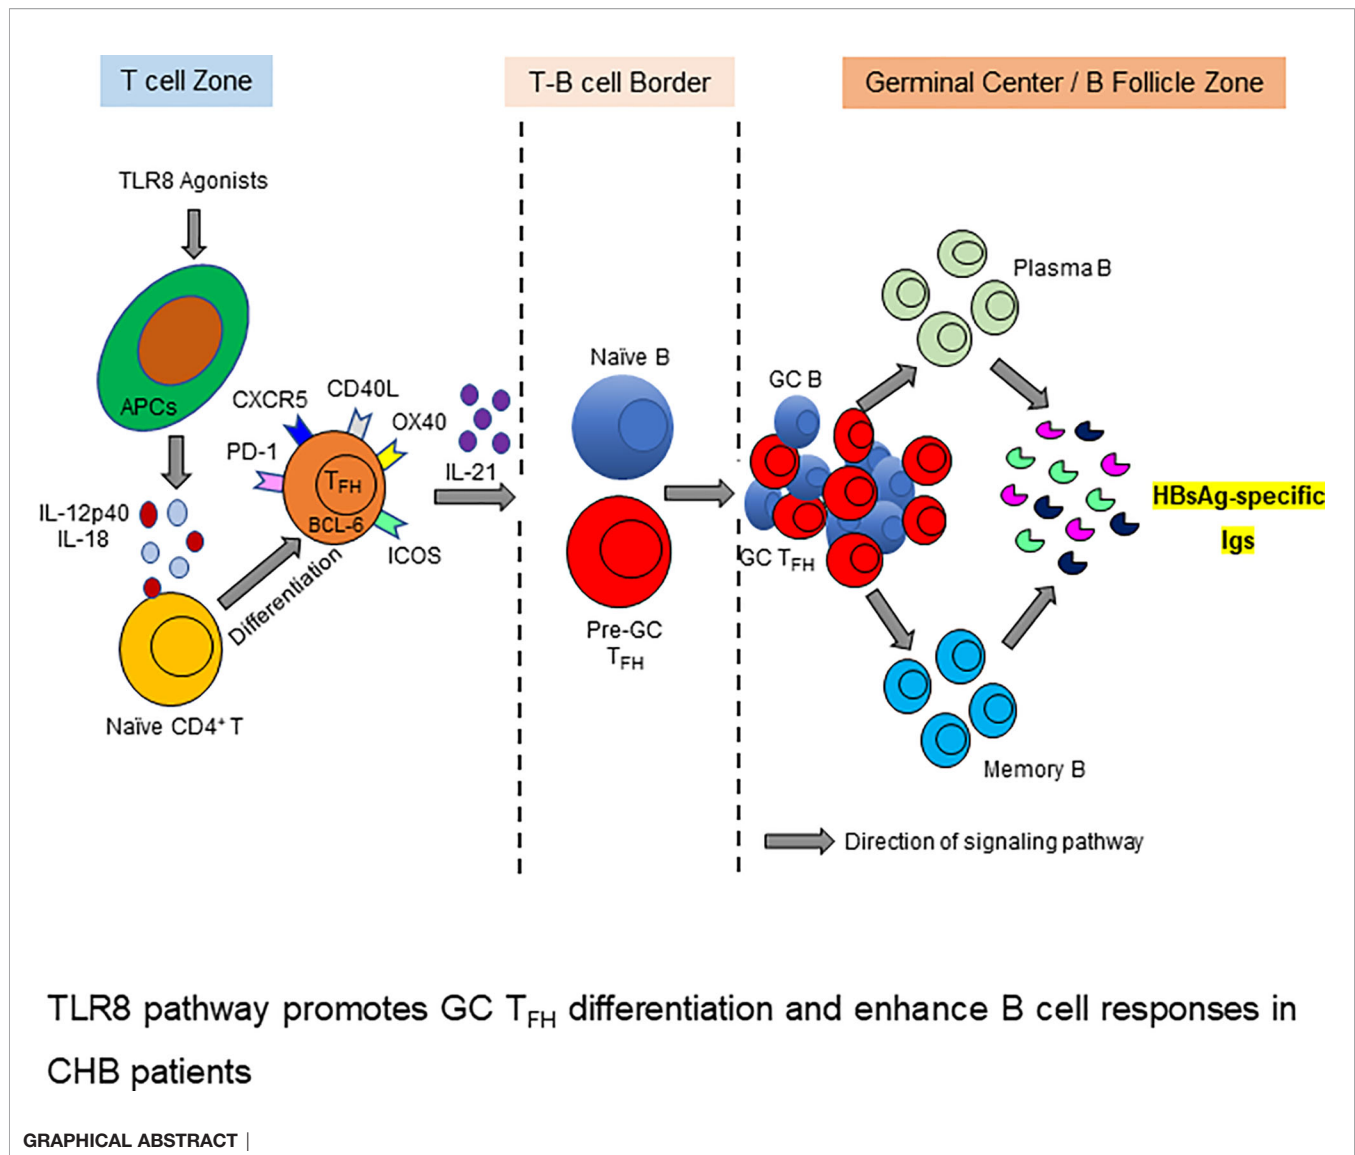 T cell Zone
T-B cell Border
Germinal Center / B Follicle Zone
TLR8 Agonists
APCs
IL-12p40
IL-18
Naïve CD4⁺ T
Differentiation
PD-1
CXCR5
CD40L
OX40
ICOS
TFH
BCL-6
IL-21
Naïve B
Pre-GC
TFH
GC B
GC TFH
Plasma B
Memory B
HBsAg-specific
Igs
Direction of signaling pathway
TLR8 pathway promotes GC TFH differentiation and enhance B cell responses in
CHB patients
GRAPHICAL ABSTRACT |